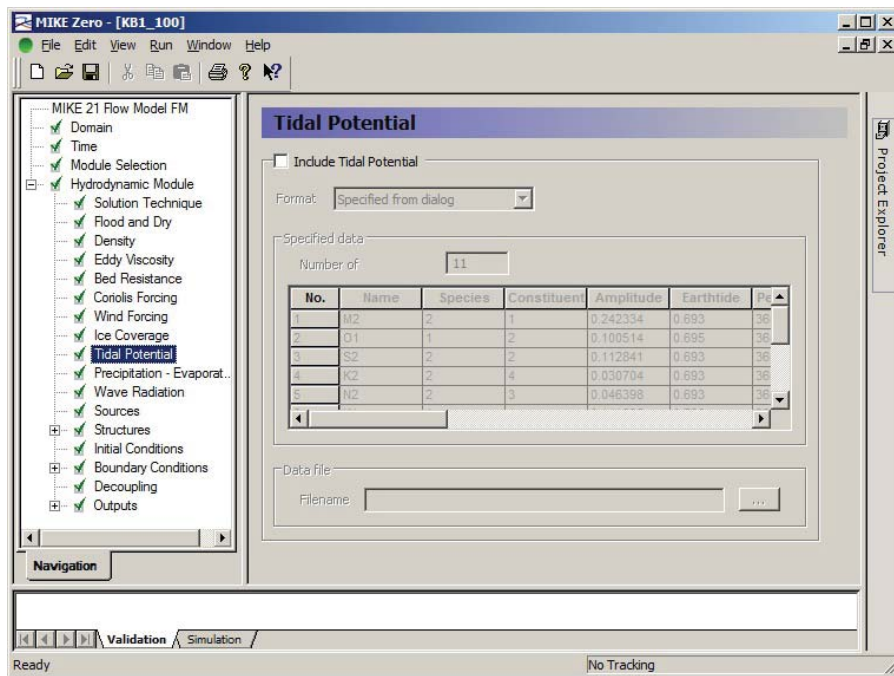 MIKE Zero - [KB1_100]
File Edit View Run Window Help
MIKE 21 Flow Model FM
Domain
Time
Module Selection
Hydrodynamic Module
Solution Technique
Flood and Dry
Density
Eddy Viscosity
Bed Resistance
Coriolis Forcing
Wind Forcing
Ice Coverage
Tidal Potential
Precipitation - Evaporat..
Wave Radiation
Sources
Structures
Initial Conditions
Boundary Conditions
Decoupling
Outputs
Navigation
Tidal Potential
Include Tidal Potential
Format Specified from dialog
Specified data
Number of 11
No. Name Species Constituent Amplitude Earthtide Pe
1 M2 2 1 0.242334 0.693 36
2 O1 1 2 0.100514 0.695 36
3 S2 2 2 0.112841 0.693 36
4 K2 2 4 0.030704 0.693 36
5 N2 2 3 0.046398 0.693 36
Data file
Filename ...
Project Explorer
Validation Simulation
Ready No Tracking